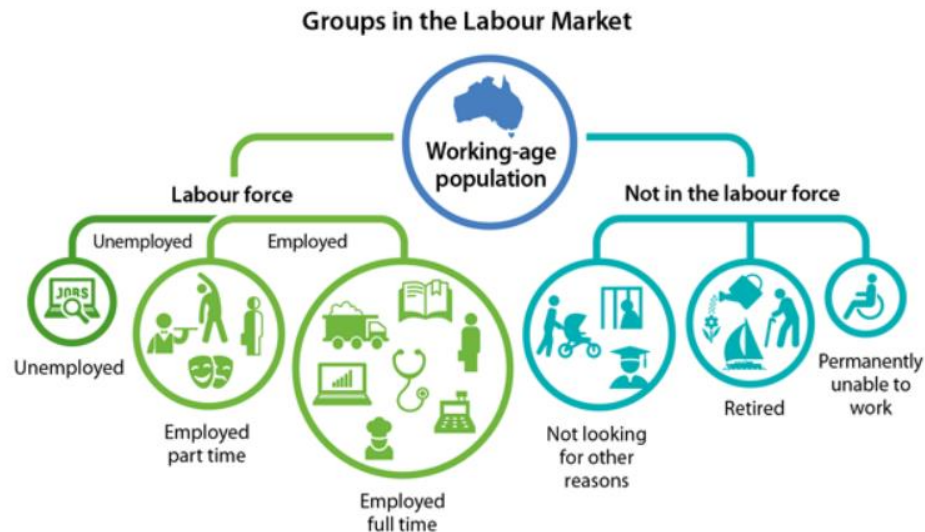 Groups in the Labour Market
Working-age
population
Labour force
Not in the labour force
Unemployed
Employed
JOBS
Unemployed
Employed
part time
Employed
full time
Not looking
for other
reasons
Retired
Permanently
unable to
work